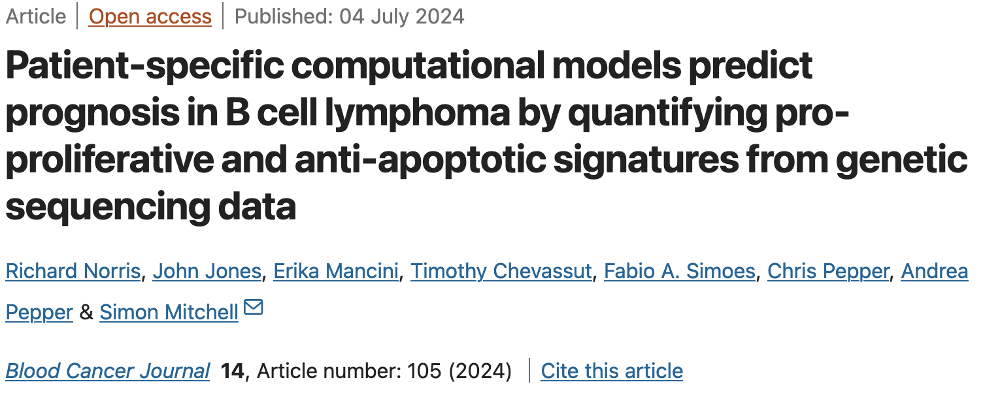 Article | Open access | Published: 04 July 2024
Patient-specific computational models predict
prognosis in B cell lymphoma by quantifying pro-
proliferative and anti-apoptotic signatures from genetic
sequencing data
Richard Norris, John Jones, Erika Mancini, Timothy Chevassut, Fabio A. Simoes, Chris Pepper, Andrea
Pepper & Simon Mitchell
Blood Cancer Journal 14, Article number: 105 (2024) | Cite this article